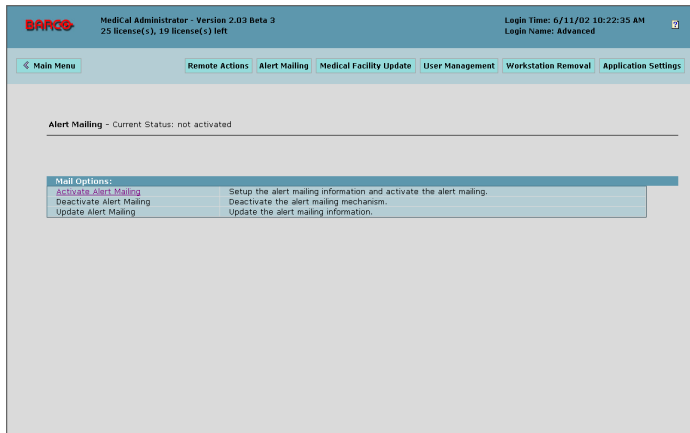 BARCO
MediCal Administrator - Version 2.03 Beta 3
25 license(s), 19 license(s) left
Login Time: 6/11/02 10:22:35 AM
Login Name: Advanced
?
« Main Menu
Remote Actions
Alert Mailing
Medical Facility Update
User Management
Workstation Removal
Application Settings
Alert Mailing - Current Status: not activated
Mail Options:
Activate Alert Mailing Setup the alert mailing information and activate the alert mailing.
Deactivate Alert Mailing Deactivate the alert mailing mechanism.
Update Alert Mailing Update the alert mailing information.